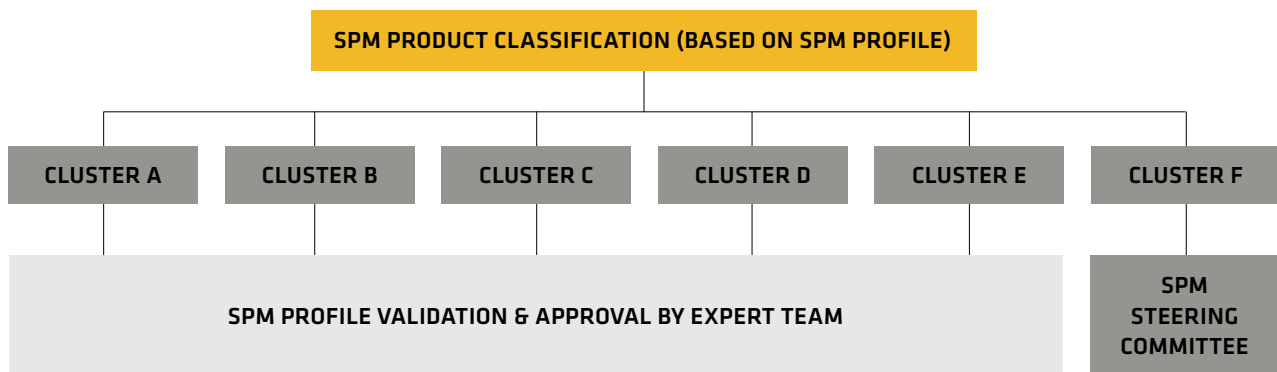 SPM PRODUCT CLASSIFICATION (BASED ON SPM PROFILE)
CLUSTER A
CLUSTER B
CLUSTER C
CLUSTER D
CLUSTER E
CLUSTER F
SPM PROFILE VALIDATION & APPROVAL BY EXPERT TEAM
SPM
STEERING
COMMITTEE